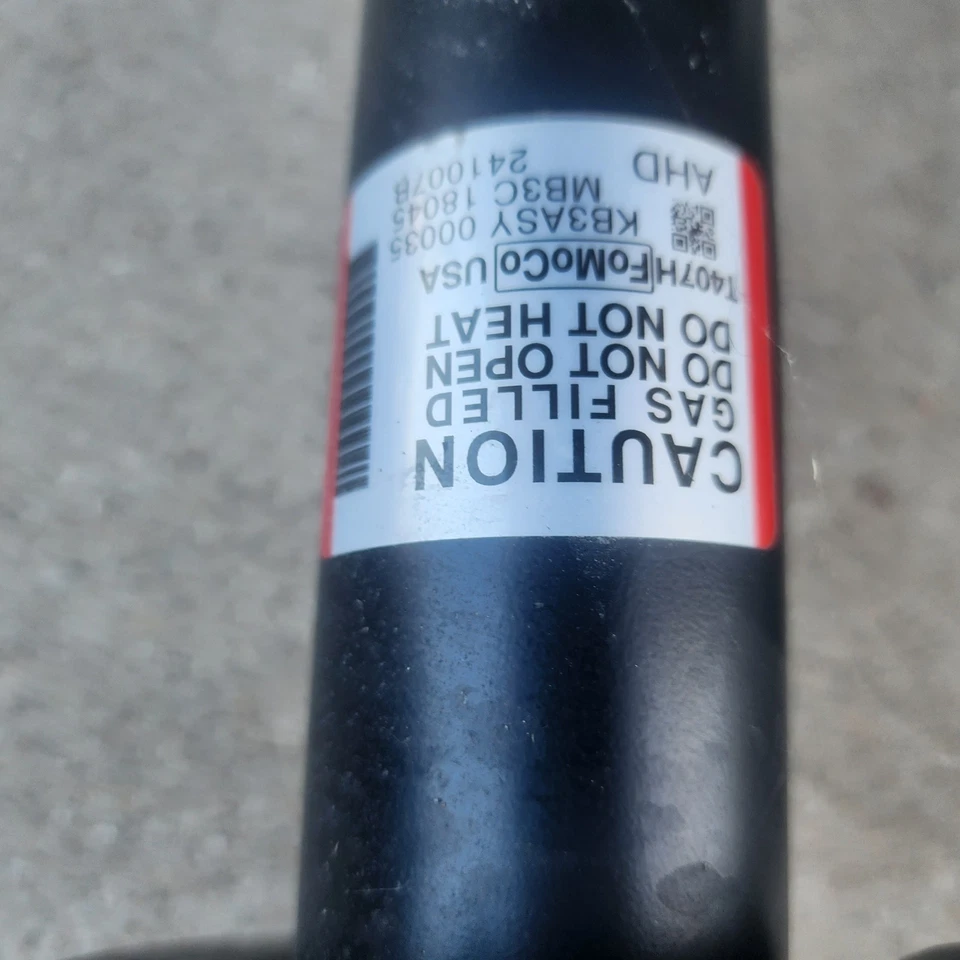 CAUTION
GAS FILLED
DO NOT OPEN
DO NOT HEAT
T407H FoMoCo USA
KB3ASY 00035
MB3C 18045
241007B
AHD